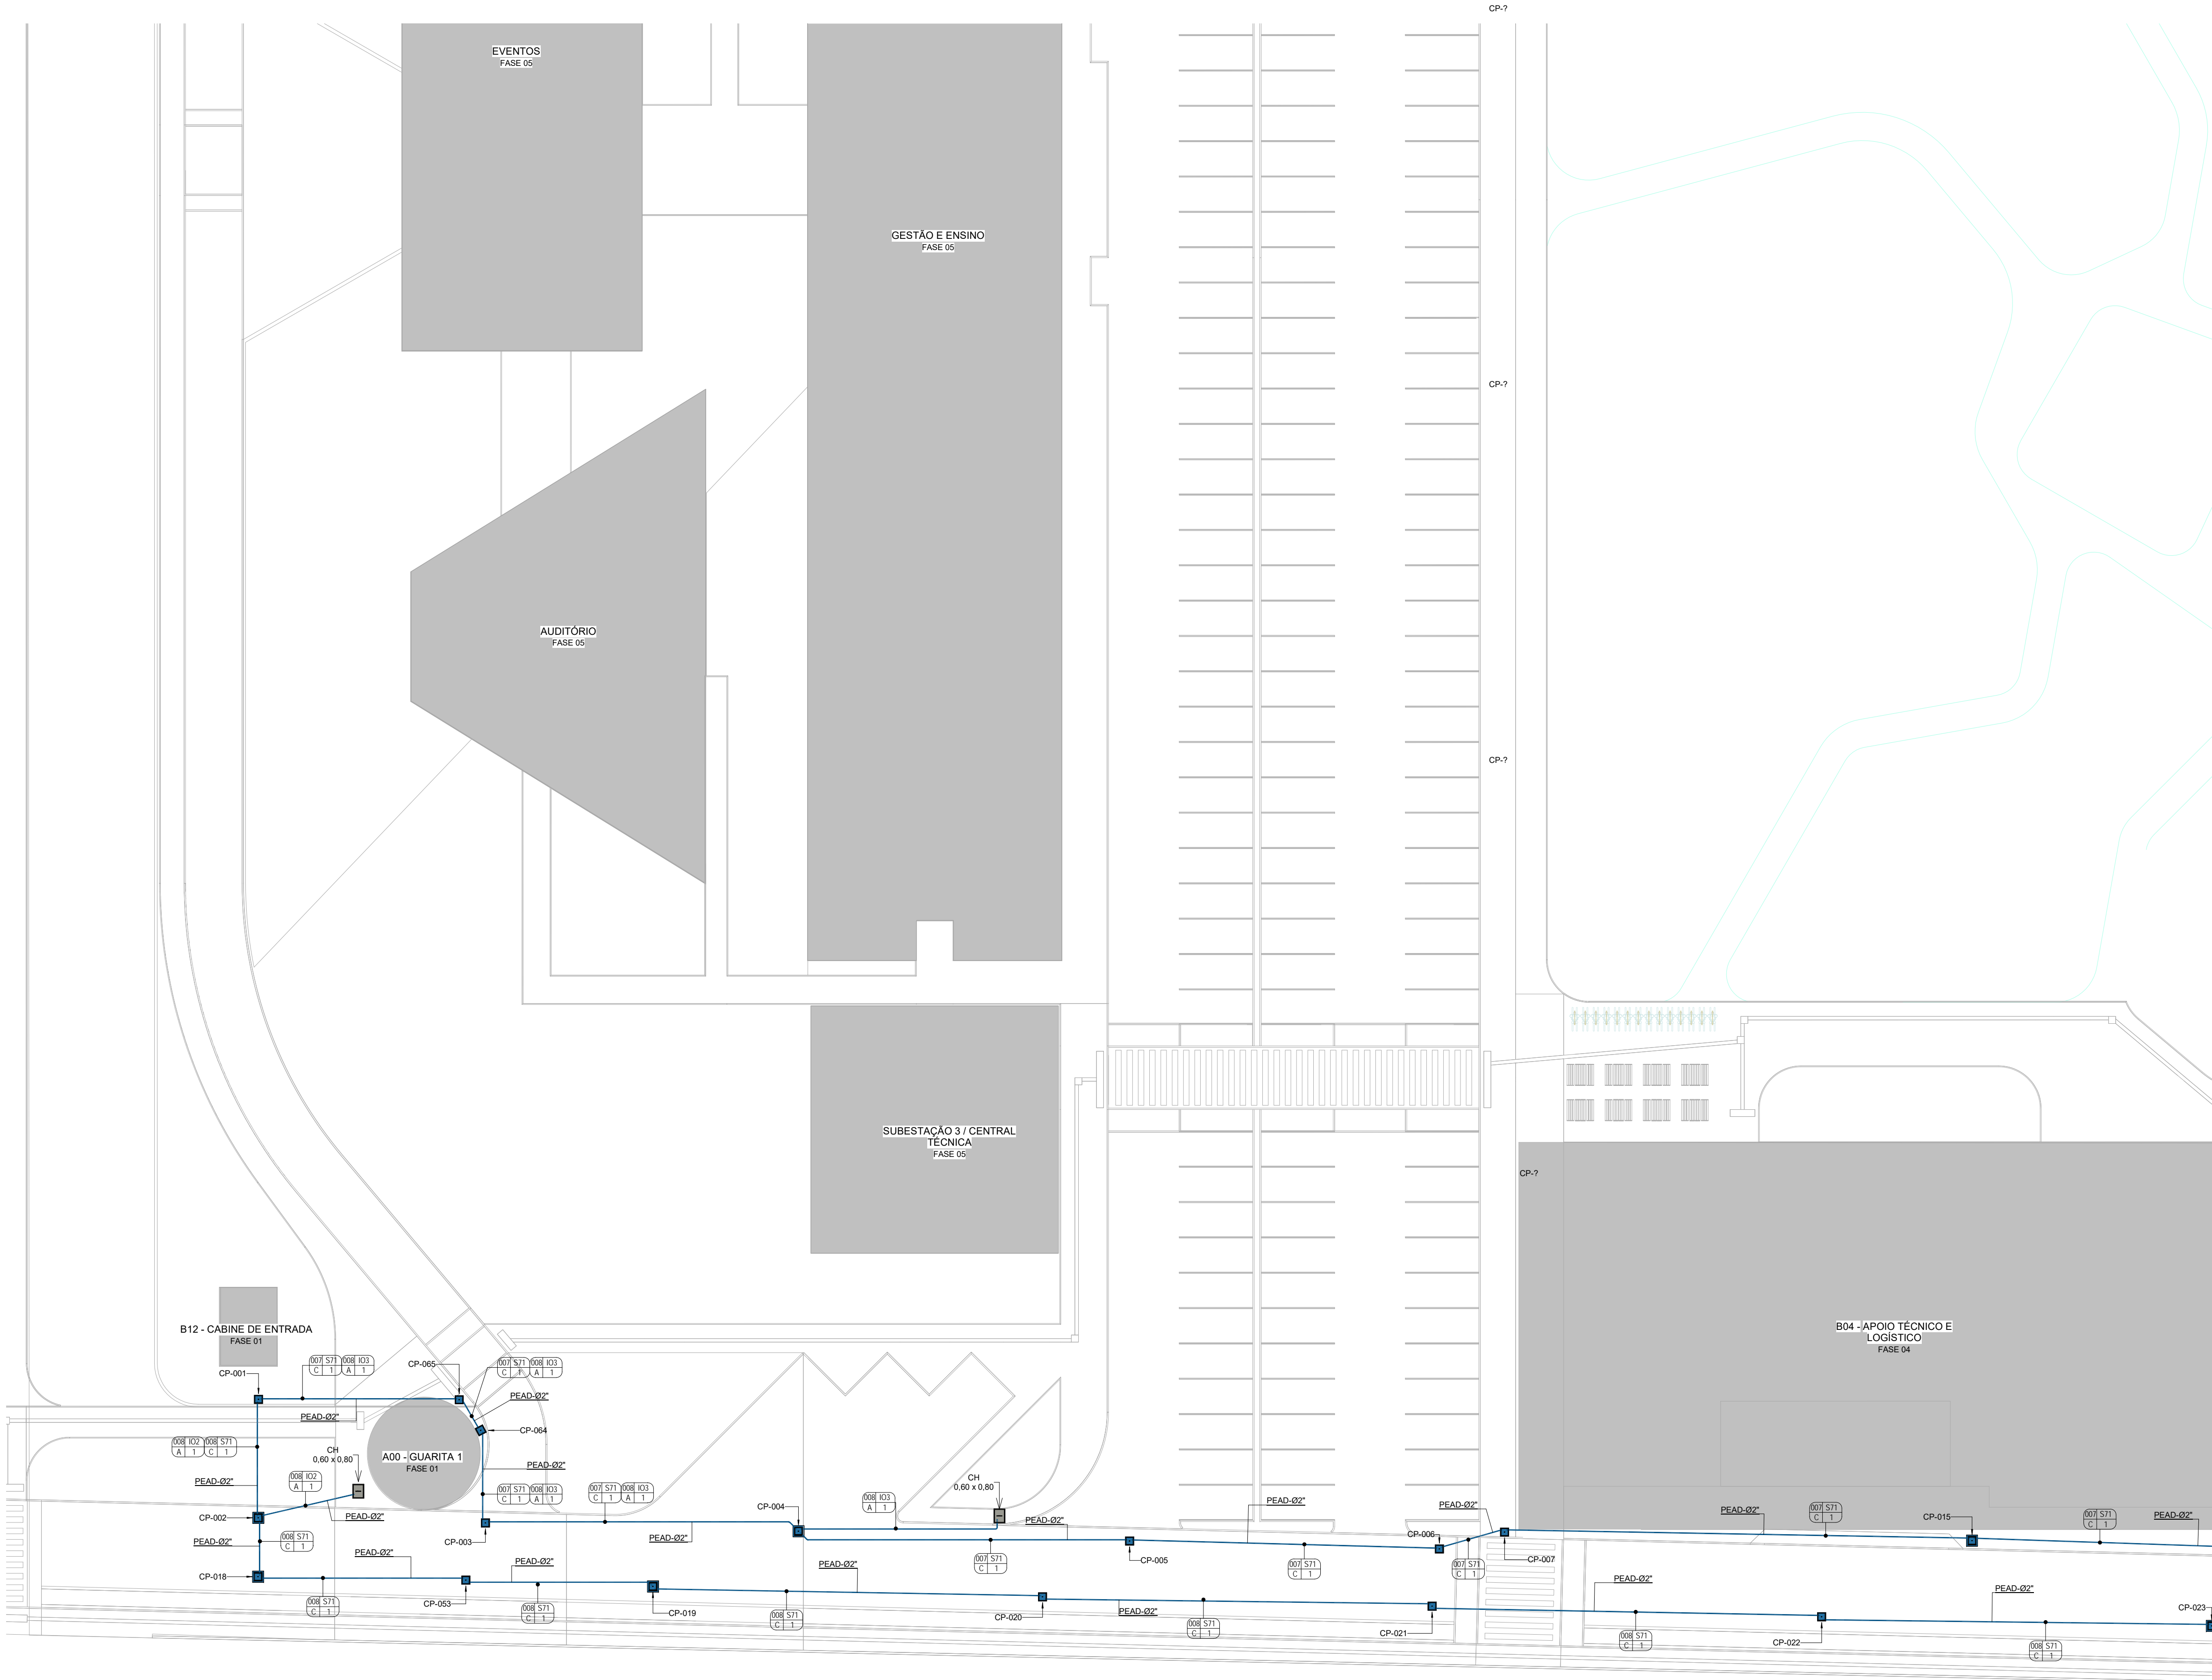 CP-?
EVENTOS
FASE 05
GESTÃO E ENSINO
FASE 05
CP-?
AUDITÓRIO
FASE 05
CP-?
SUBESTAÇÃO 3 / CENTRAL
TÉCNICA
FASE 05
CP-?
B12 - CABINE DE ENTRADA
FASE 01
B04 - APOIO TÉCNICO E
LOGÍSTICO
FASE 04
CP-001
007 S71 008 IO3
C 1 A 1
CP-065
007 S71 008 IO3
C 1 A 1
PEAD-Ø2"
PEAD-Ø2"
CP-064
008 IO2 008 S71
A 1 C 1
CH
0,60 x 0,80
A00 - GUARITA 1
FASE 01
PEAD-Ø2"
PEAD-Ø2"
008 IO2
A 1
007 S71 008 IO3
C 1 A 1
007 S71 008 IO3
C 1 A 1
008 IO3
A 1
CH
0,60 x 0,80
CP-002
PEAD-Ø2"
CP-004
PEAD-Ø2"
PEAD-Ø2"
PEAD-Ø2"
PEAD-Ø2"
007 S71
C 1
CP-015
007 S71
C 1
PEAD-Ø2"
PEAD-Ø2"
008 S71
C 1
CP-003
PEAD-Ø2"
CP-006
007 S71
C 1
CP-005
007 S71
C 1
007 S71
C 1
CP-007
PEAD-Ø2"
PEAD-Ø2"
PEAD-Ø2"
CP-018
PEAD-Ø2"
PEAD-Ø2"
008 S71
C 1
CP-053
008 S71
C 1
CP-019
008 S71
C 1
CP-020
PEAD-Ø2"
008 S71
C 1
CP-021
008 S71
C 1
CP-022
008 S71
C 1
CP-023